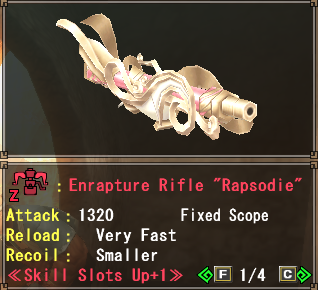 Z : Enrapture Rifle "Rapsodie"
Attack : 1320 Fixed Scope
Reload : Very Fast
Recoil : Smaller
≪Skill Slots Up+1≫ F 1/4 C